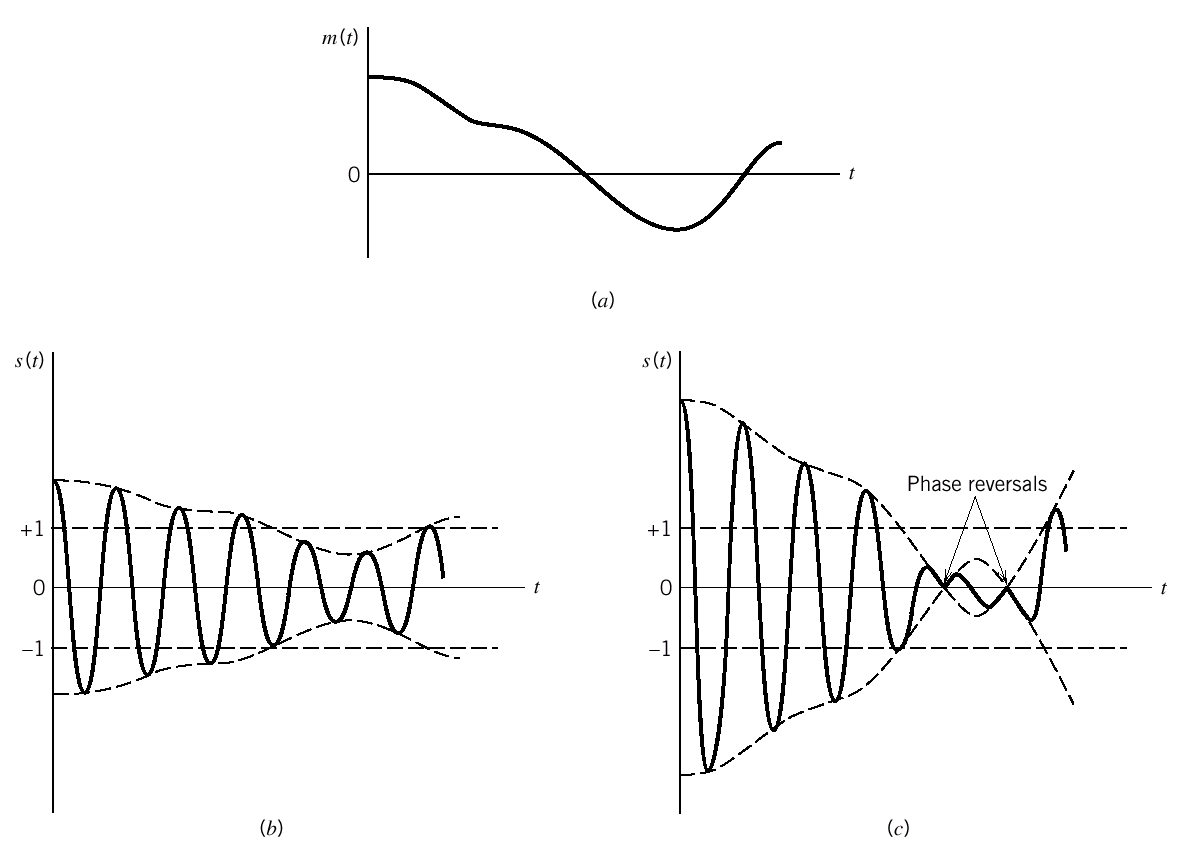 m(t)
0
t
(a)
s(t)
+1
0
t
−1
(b)
s(t)
Phase reversals
+1
0
t
−1
(c)